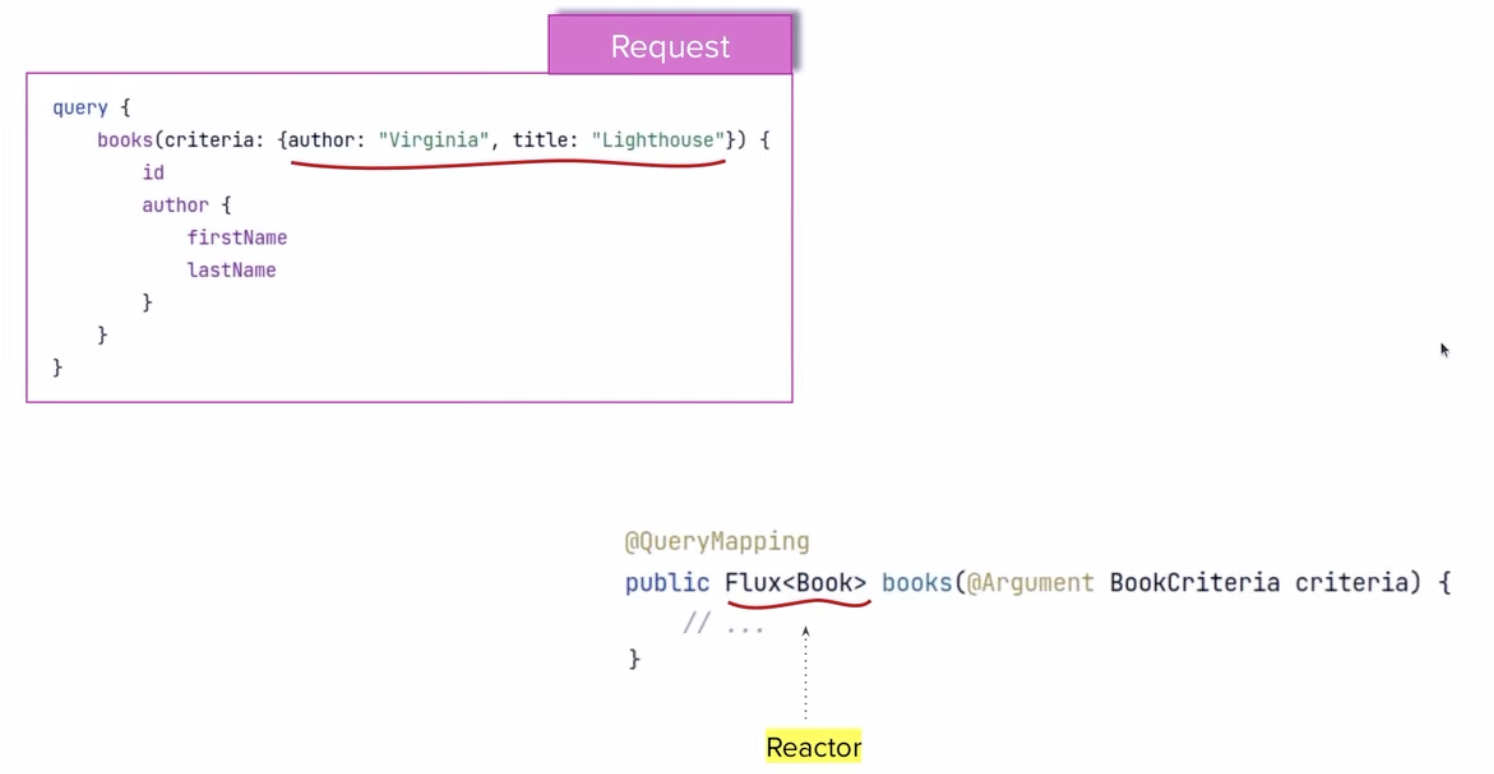 Request
query {
books(criteria: {author: "Virginia", title: "Lighthouse"}) {
id
author {
firstName
lastName
}
}
}
@QueryMapping
public Flux<Book> books(@Argument BookCriteria criteria) {
// ...
}
Reactor